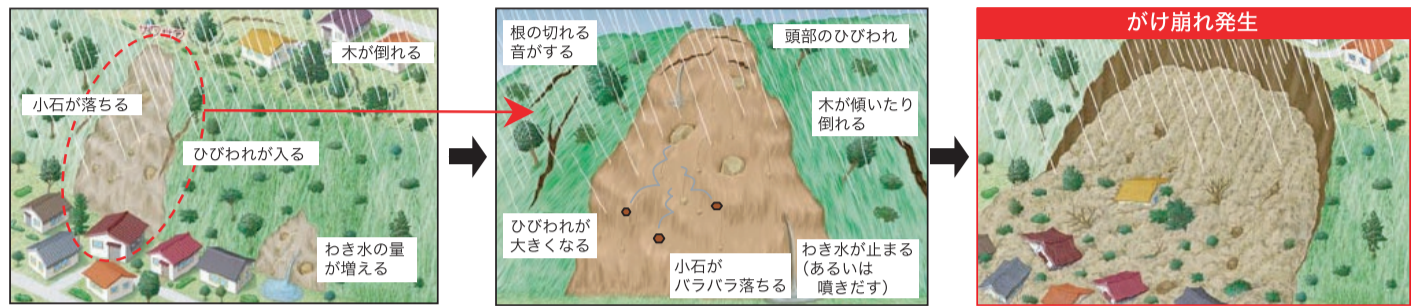 木が倒れる
小石が落ちる
ひびわれが入る
わき水の量
が増える
根の切れる
音がする
頭部のひびわれ
木が傾いたり
倒れる
ひびわれが
大きくなる
小石が
バラバラ落ちる
わき水が止まる
(あるいは
噴きだす)
がけ崩れ発生